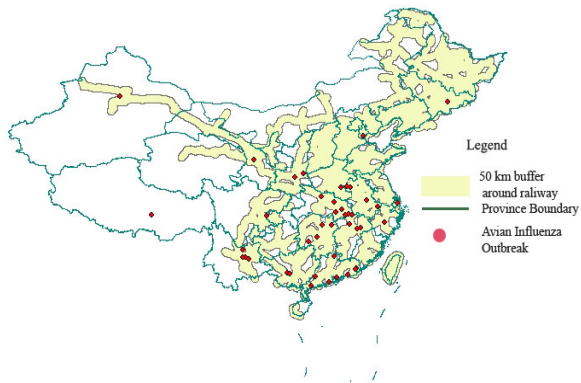 Legend
50 km buffer
around raliway
Province Boundary
Avian Influenza
Outbreak